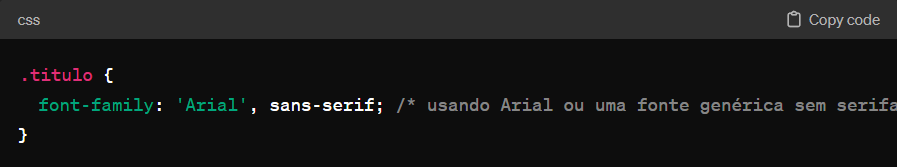 css
Copy code
.titulo {
font-family: 'Arial', sans-serif; /* usando Arial ou uma fonte genérica sem serifa
}